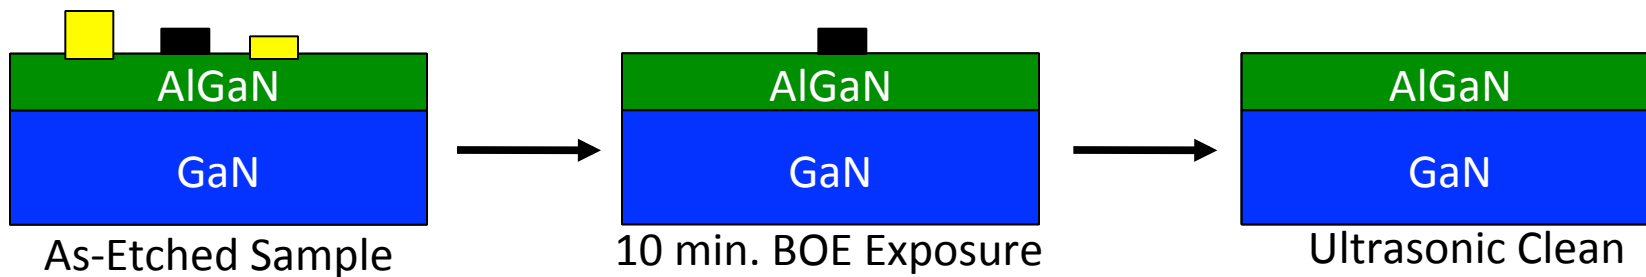 AlGaN
GaN
As-Etched Sample
AlGaN
GaN
10 min. BOE Exposure
AlGaN
GaN
Ultrasonic Clean